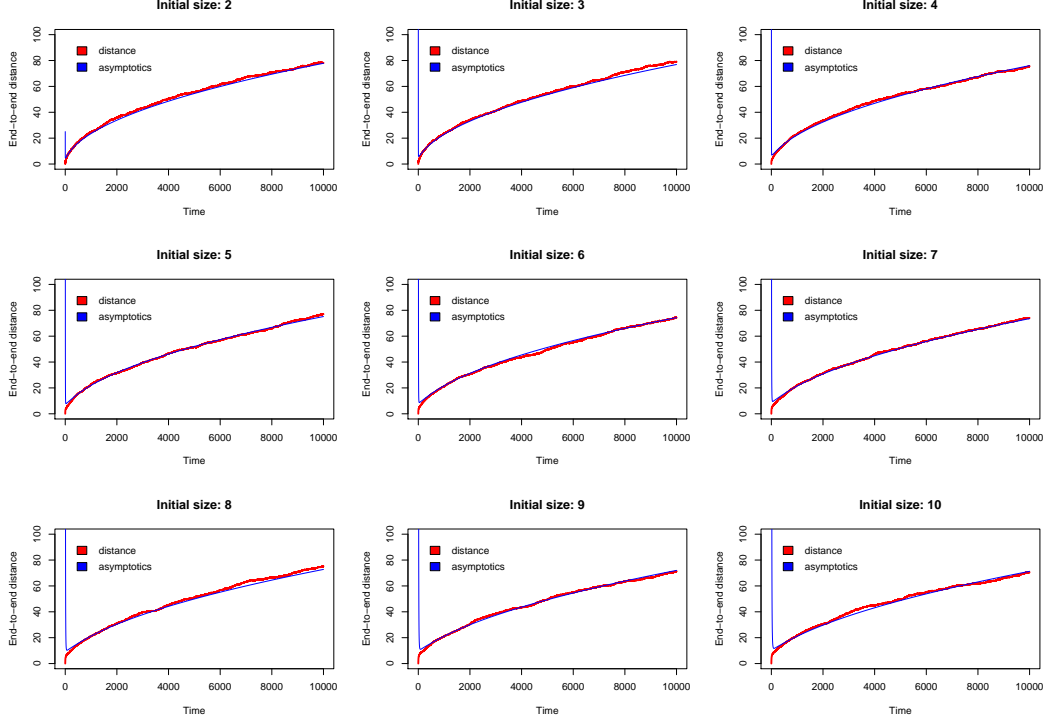 Initial size: 2
End−to−end distance
0 20 40 60 80 100
distance
asymptotics
0 2000 4000 6000 8000 10000
Time
Initial size: 3
End−to−end distance
0 20 40 60 80 100
distance
asymptotics
0 2000 4000 6000 8000 10000
Time
Initial size: 4
End−to−end distance
0 20 40 60 80 100
distance
asymptotics
0 2000 4000 6000 8000 10000
Time
Initial size: 5
End−to−end distance
0 20 40 60 80 100
distance
asymptotics
0 2000 4000 6000 8000 10000
Time
Initial size: 6
End−to−end distance
0 20 40 60 80 100
distance
asymptotics
0 2000 4000 6000 8000 10000
Time
Initial size: 7
End−to−end distance
0 20 40 60 80 100
distance
asymptotics
0 2000 4000 6000 8000 10000
Time
Initial size: 8
End−to−end distance
0 20 40 60 80 100
distance
asymptotics
0 2000 4000 6000 8000 10000
Time
Initial size: 9
End−to−end distance
0 20 40 60 80 100
distance
asymptotics
0 2000 4000 6000 8000 10000
Time
Initial size: 10
End−to−end distance
0 20 40 60 80 100
distance
asymptotics
0 2000 4000 6000 8000 10000
Time